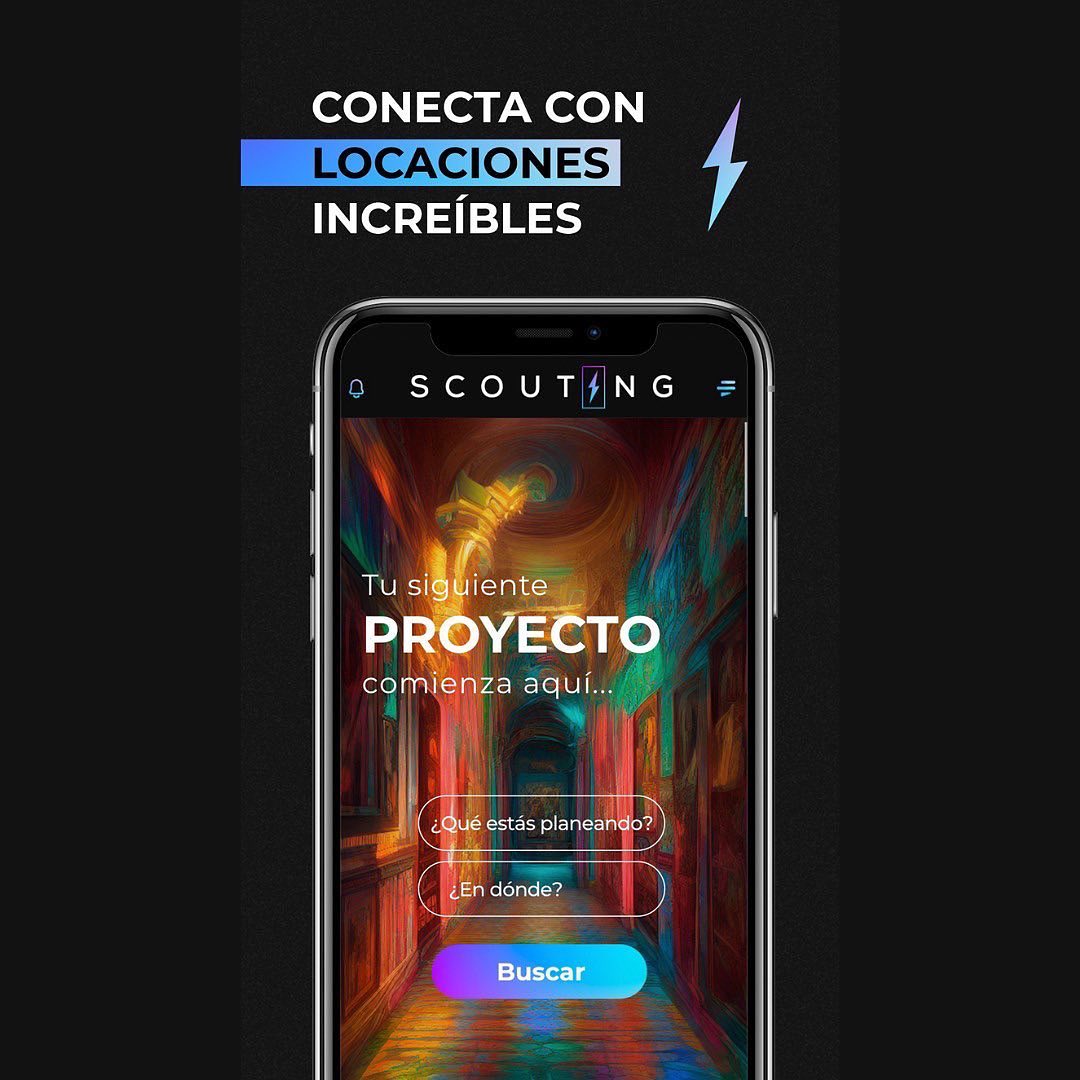 CONECTA CON
LOCACIONES
INCREÍBLES
SCOUTING
Tu siguiente
PROYECTO
comienza aquí...
¿Qué estás planeando?
¿En dónde?
Buscar